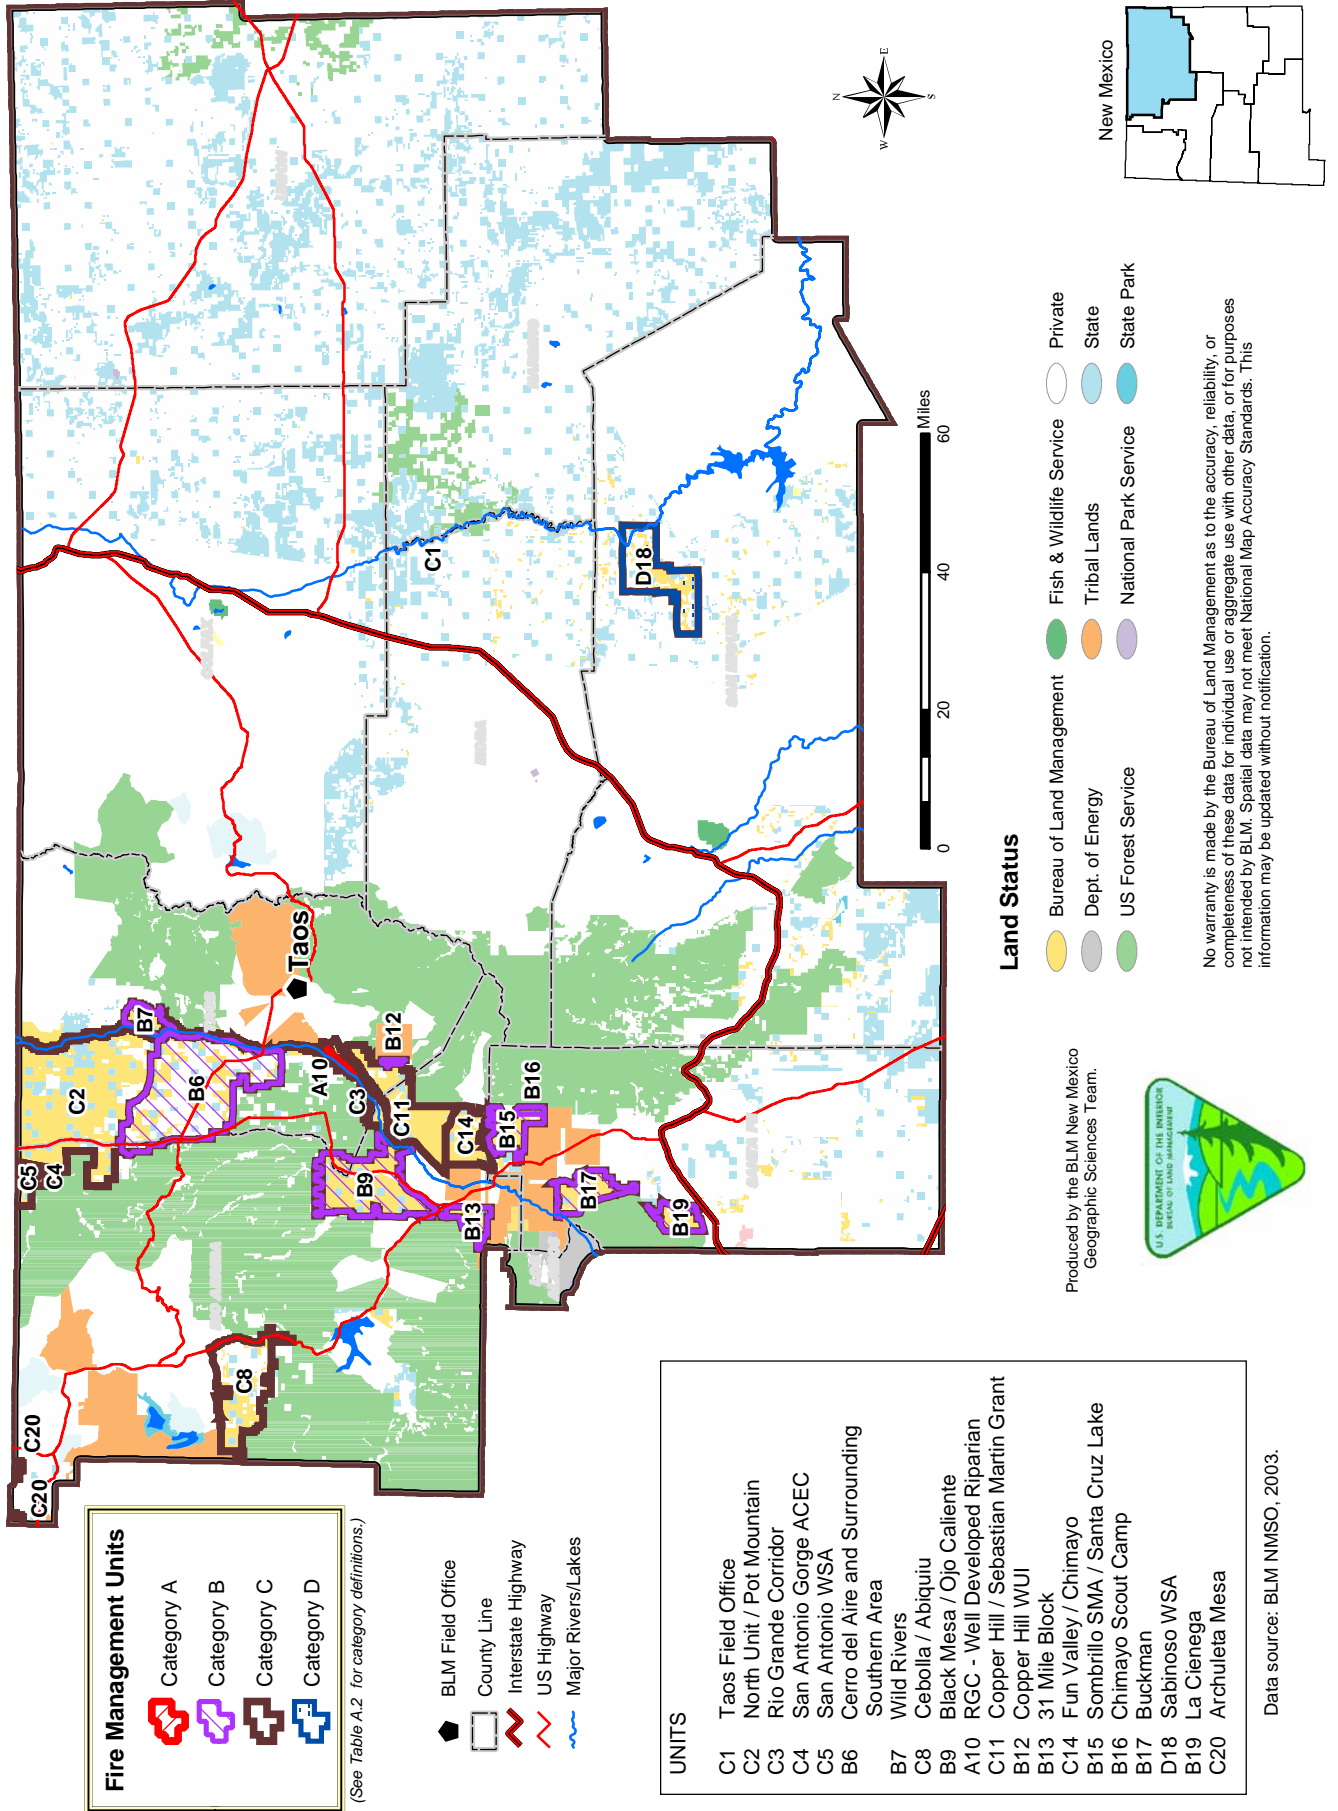 Fire Management Units
Category A
Category B
Category C
Category D
(See Table A.2 for category definitions.)
BLM Field Office
County Line
Interstate Highway
US Highway
Major Rivers/Lakes
UNITS
C1 Taos Field Office
C2 North Unit / Pot Mountain
C3 Rio Grande Corridor
C4 San Antonio Gorge ACEC
C5 San Antonio WSA
B6 Cerro del Aire and Surrounding
Southern Area
B7 Wild Rivers
C8 Cebolla / Abiquiu
B9 Black Mesa / Ojo Caliente
A10 RGC - Well Developed Riparian
C11 Copper Hill / Sebastian Martin Grant
B12 Copper Hill WUI
B13 31 Mile Block
C14 Fun Valley / Chimayo
B15 Sombrillo SMA / Santa Cruz Lake
B16 Chimayo Scout Camp
B17 Buckman
D18 Sabinoso WSA
B19 La Cienega
C20 Archuleta Mesa
Data source: BLM NMSO, 2003.
C20
C20
C5
C4
C2
B7
B6
Taos
C8
B9
A10
C3
B12
C11
C14
B13
B15
B16
B17
B19
C1
D18
0
20
40
60
Miles
N
E
S
W
New Mexico
Land Status
Bureau of Land Management
Dept. of Energy
US Forest Service
Fish & Wildlife Service
Tribal Lands
National Park Service
Private
State
State Park
Produced by the BLM New Mexico
Geographic Sciences Team.
U.S. DEPARTMENT OF THE INTERIOR
BUREAU OF LAND MANAGEMENT
No warranty is made by the Bureau of Land Management as to the accuracy, reliability, or
completeness of these data for individual use or aggregate use with other data, or for purposes
not intended by BLM. Spatial data may not meet National Map Accuracy Standards. This
information may be updated without notification.